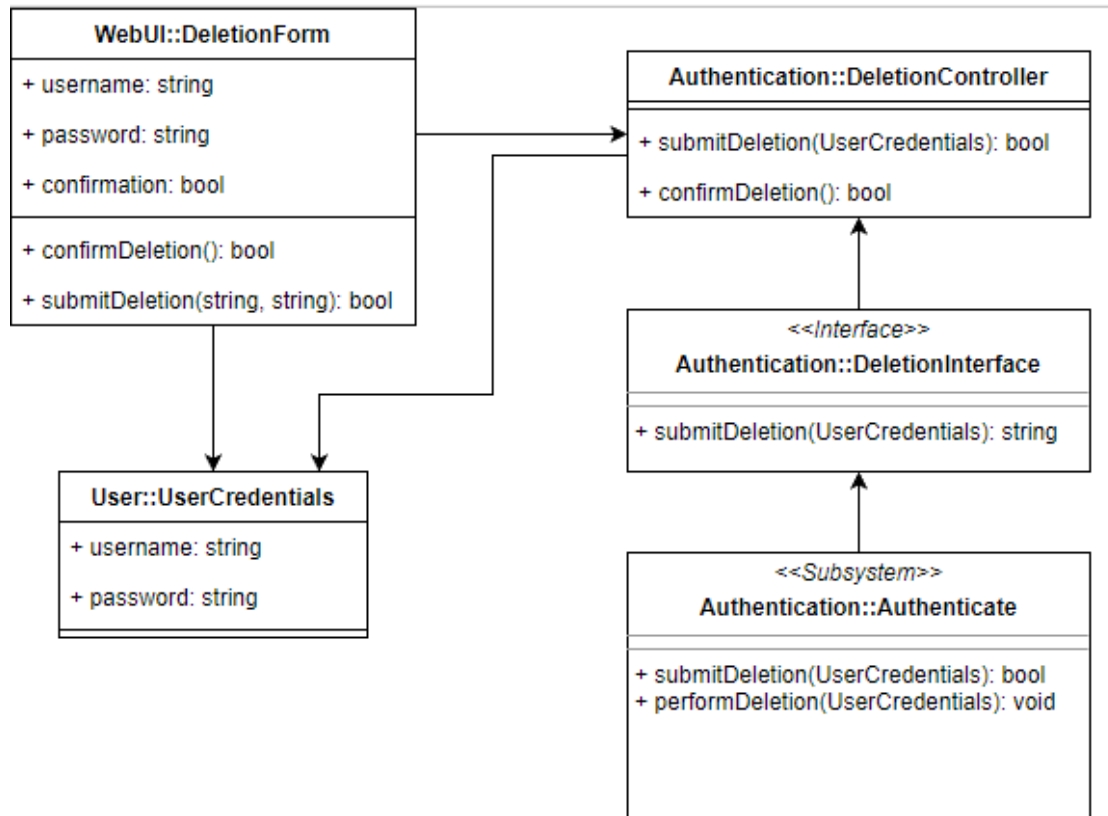 WebUI::DeletionForm
+ username: string
+ password: string
+ confirmation: bool
+ confirmDeletion(): bool
+ submitDeletion(string, string): bool
Authentication::DeletionController
+ submitDeletion(UserCredentials): bool
+ confirmDeletion(): bool
<<Interface>>
Authentication::DeletionInterface
+ submitDeletion(UserCredentials): string
User::UserCredentials
+ username: string
+ password: string
<<Subsystem>>
Authentication::Authenticate
+ submitDeletion(UserCredentials): bool
+ performDeletion(UserCredentials): void